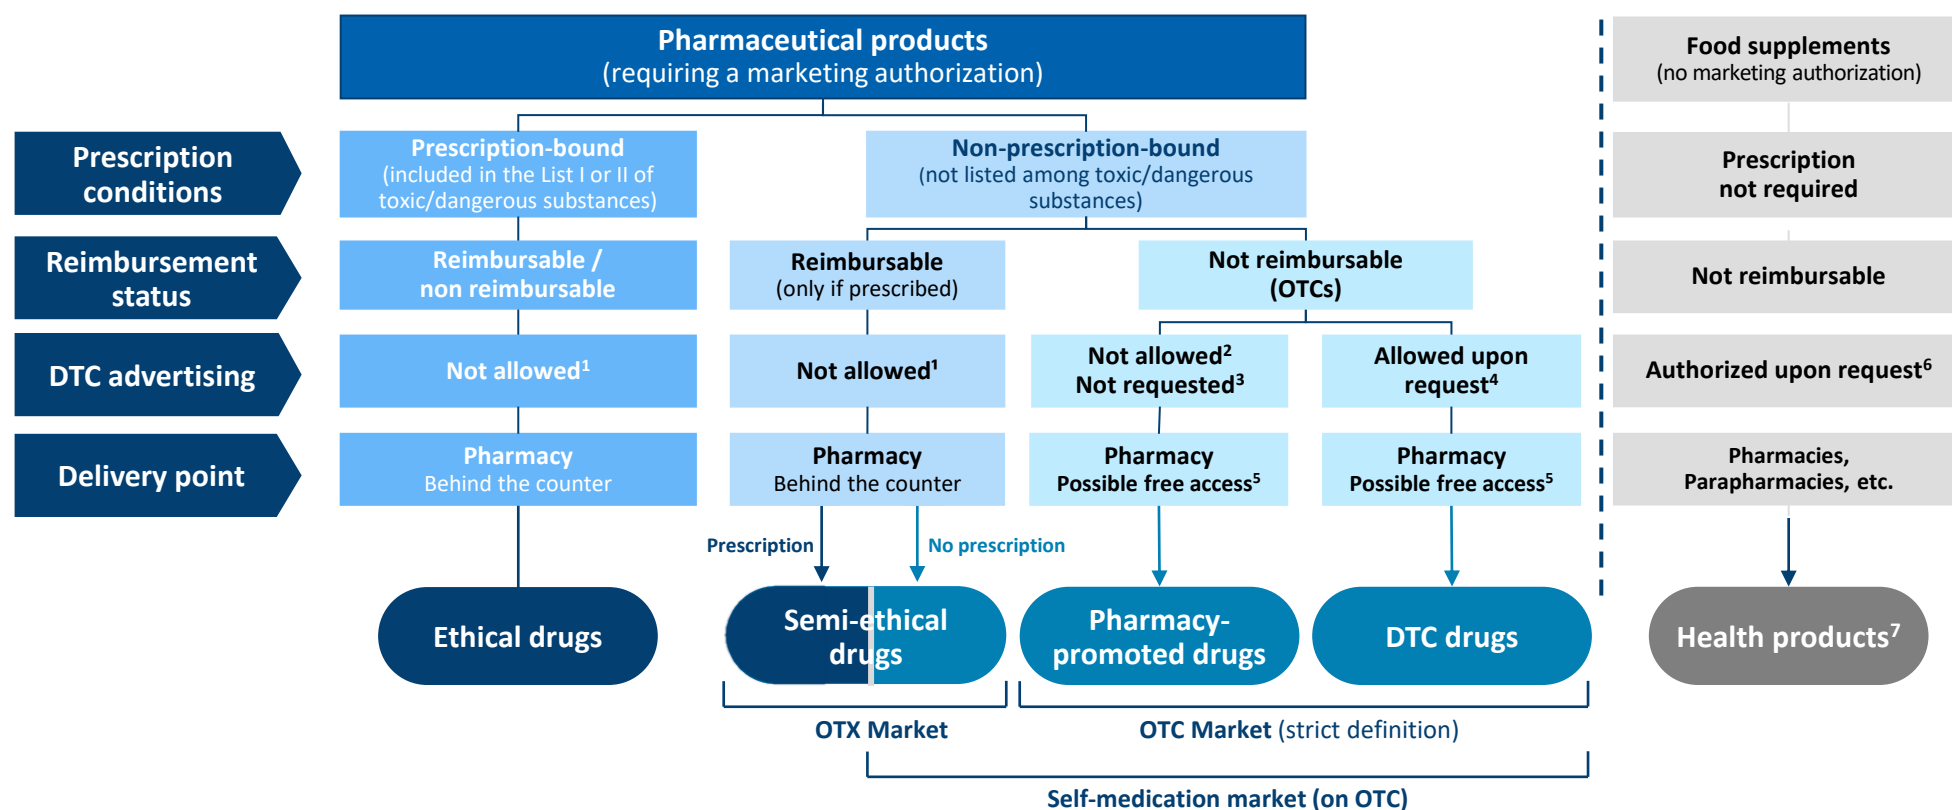 Pharmaceutical products
(requiring a marketing authorization)
Food supplements
(no marketing authorization)
Prescription
conditions
Prescription-bound
(included in the List I or II of
toxic/dangerous substances)
Non-prescription-bound
(not listed among toxic/dangerous
substances)
Prescription
not required
Reimbursement
status
Reimbursable /
non reimbursable
Reimbursable
(only if prescribed)
Not reimbursable
(OTCs)
Not reimbursable
DTC advertising
Not allowed¹
Not allowed¹
Not allowed²
Not requested³
Allowed upon
request⁴
Authorized upon request⁶
Delivery point
Pharmacy
Behind the counter
Pharmacy
Behind the counter
Pharmacy
Possible free access⁵
Pharmacy
Possible free access⁵
Pharmacies,
Parapharmacies, etc.
Prescription
No prescription
Ethical drugs
Semi-ethical
drugs
Pharmacy-
promoted drugs
DTC drugs
Health products⁷
OTX Market
OTC Market (strict definition)
Self-medication market (on OTC)